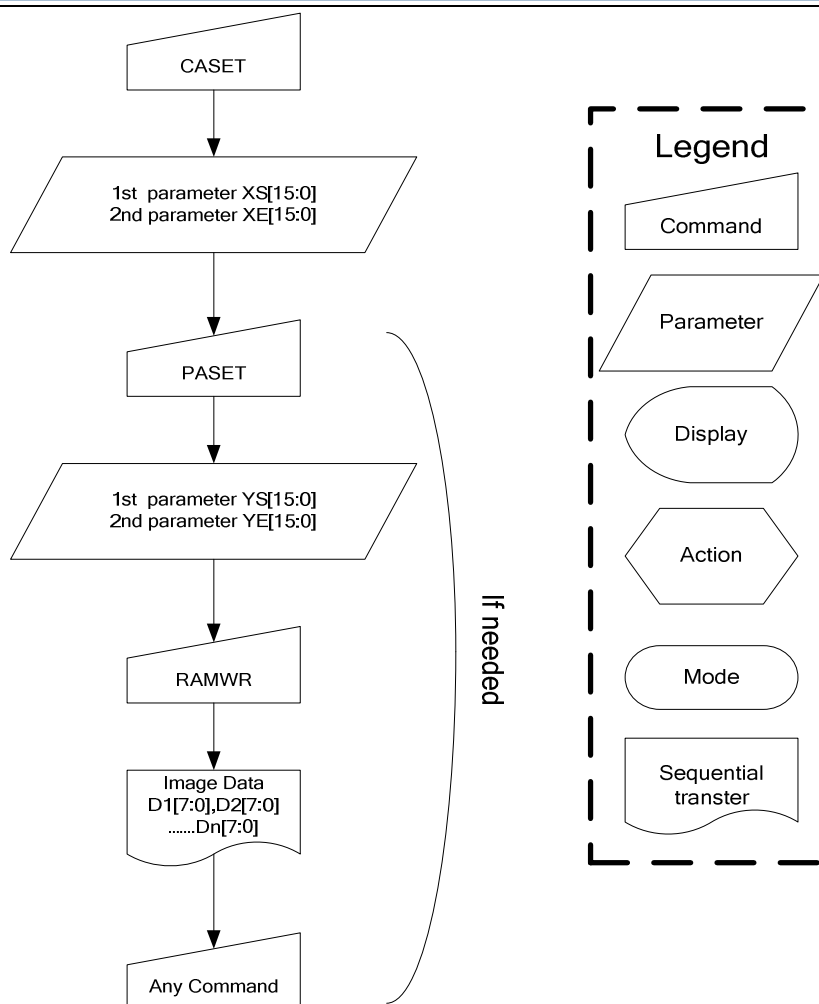 CASET
1st parameter XS[15:0]
2nd parameter XE[15:0]
PASET
1st parameter YS[15:0]
2nd parameter YE[15:0]
RAMWR
Image Data
D1[7:0],D2[7:0]
.......Dn[7:0]
Any Command
If needed
Legend
Command
Parameter
Display
Action
Mode
Sequential
transter